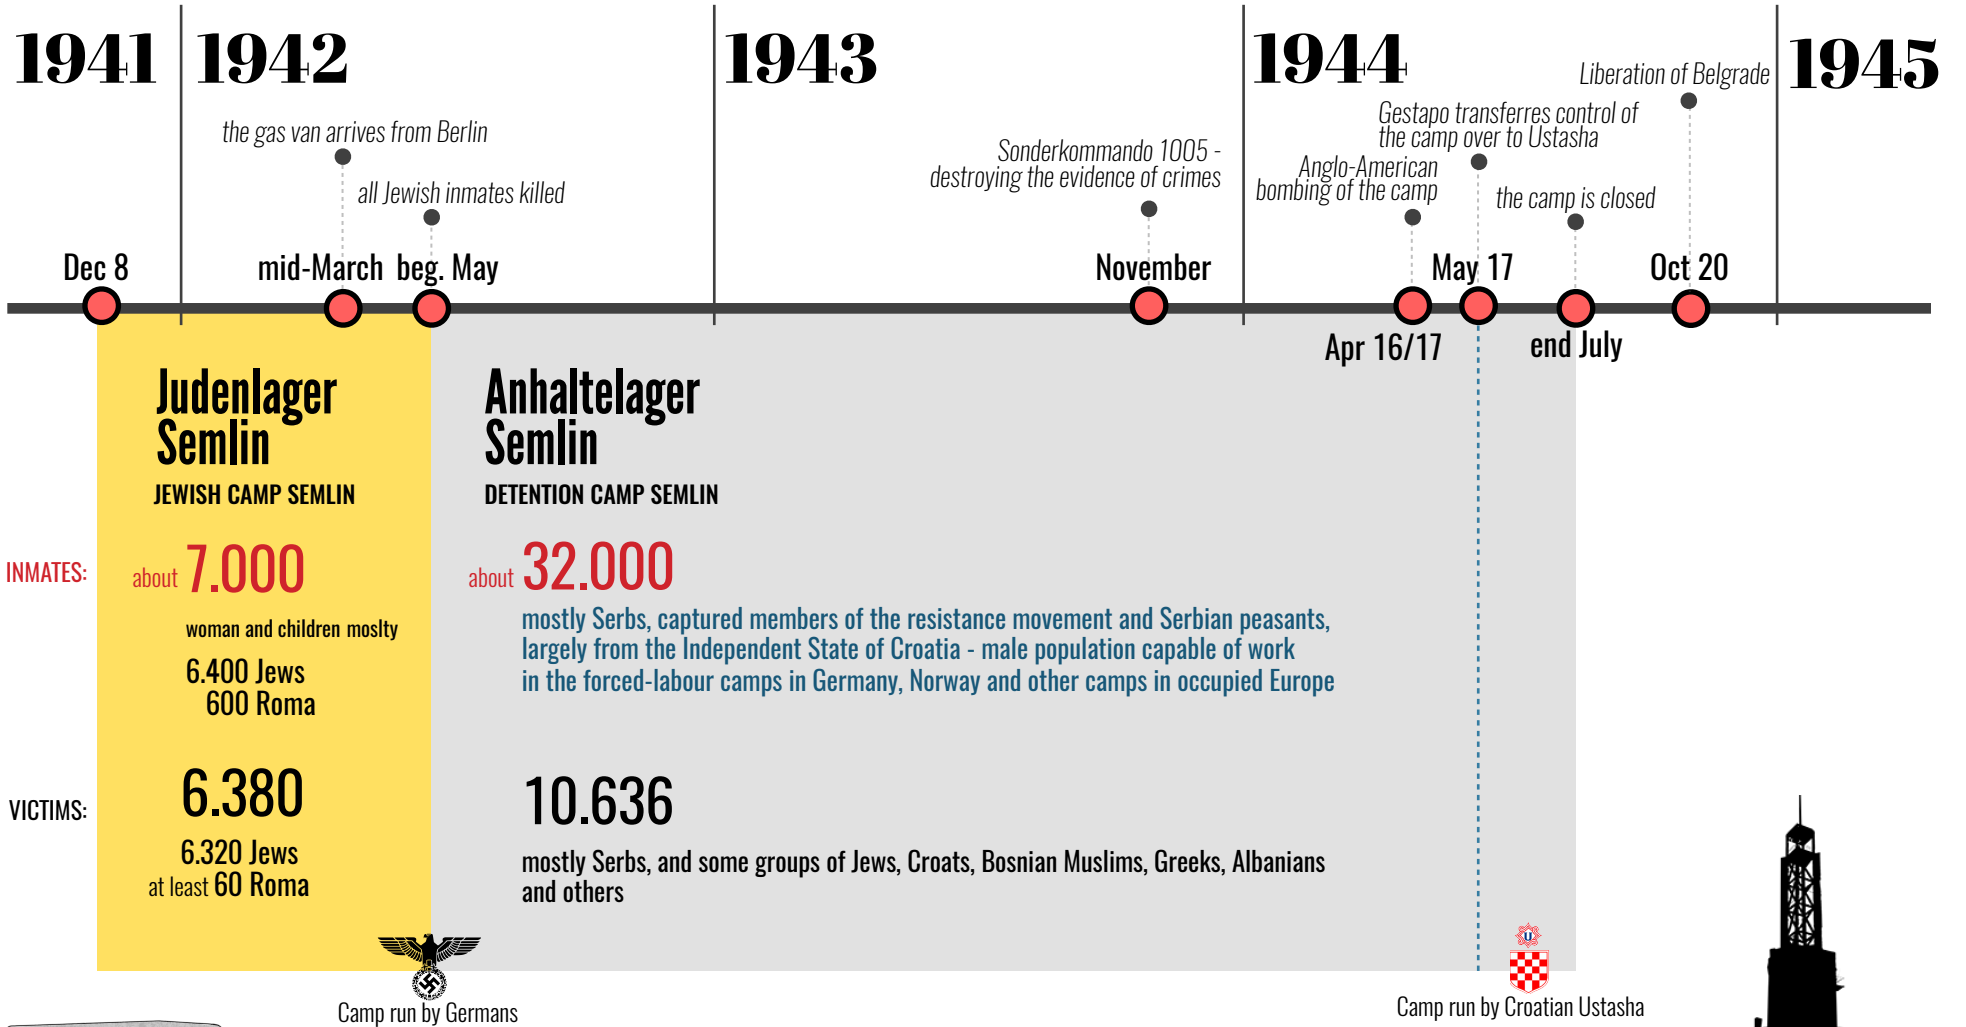 1941
1942
1943
1944
1945
Liberation of Belgrade
the gas van arrives from Berlin
all Jewish inmates killed
Sonderkommando 1005 -
destroying the evidence of crimes
Gestapo transferres control of
the camp over to Ustasha
Anglo-American
bombing of the camp
the camp is closed
Dec 8
mid-March
beg. May
November
May 17
Oct 20
Apr 16/17
end July
Judenlager
Semlin
JEWISH CAMP SEMLIN
Anhaltelager
Semlin
DETENTION CAMP SEMLIN
INMATES:
about 7.000
woman and children moslty
6.400 Jews
600 Roma
about 32.000
mostly Serbs, captured members of the resistance movement and Serbian peasants,
largely from the Independent State of Croatia - male population capable of work
in the forced-labour camps in Germany, Norway and other camps in occupied Europe
VICTIMS:
6.380
6.320 Jews
at least 60 Roma
10.636
mostly Serbs, and some groups of Jews, Croats, Bosnian Muslims, Greeks, Albanians
and others
U
Camp run by Germans
Camp run by Croatian Ustasha